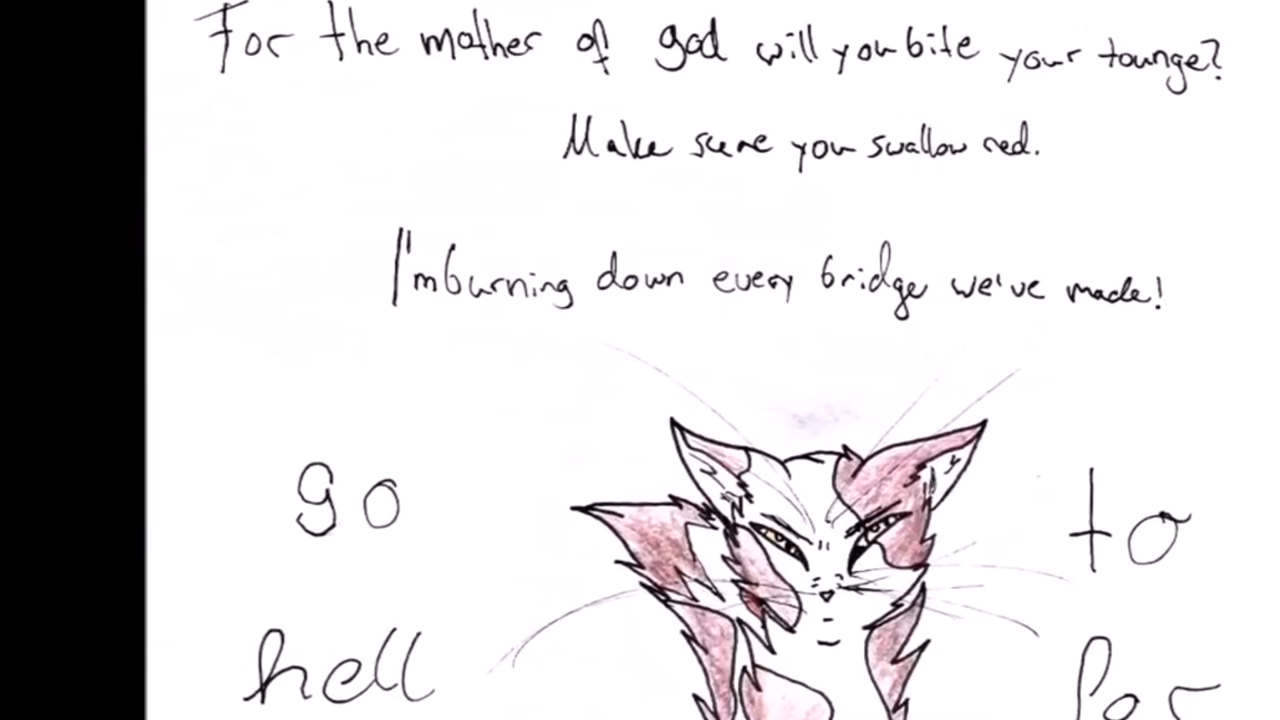 For the mother of god will you bite your tounge?
Make sure you swallow red.
I'm burning down every bridge we've made!
go to
hell for